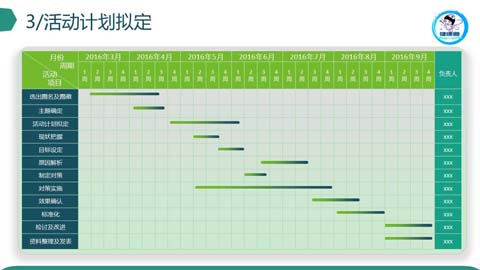 3/活动计划拟定
健康圈
月份
周期
活动
项目
2016年3月 2016年4月 2016年5月 2016年6月 2016年7月 2016年8月 2016年9月 负责人
1周 2周 3周 4周 1周 2周 3周 4周 1周 2周 3周 4周 1周 2周 3周 4周 1周 2周 3周 4周 1周 2周 3周 4周 1周 2周 3周 4周
选出圈名及圈徽 xxx
主题确定 xxx
活动计划拟定 xxx
现状把握 xxx
目标设定 xxx
原因解析 xxx
制定对策 xxx
对策实施 xxx
效果确认 xxx
标准化 xxx
检讨及改进 xxx
资料整理及发表 xxx